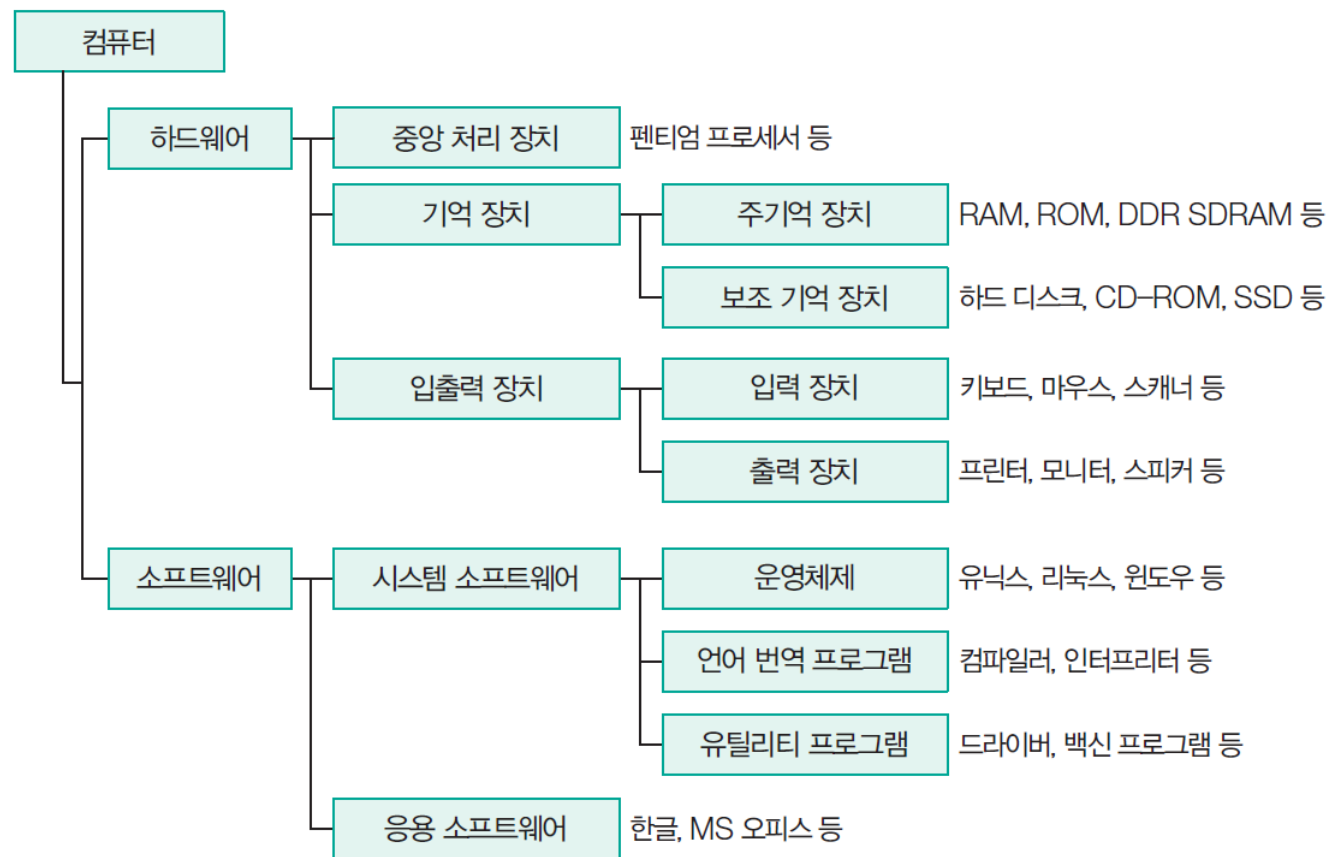 컴퓨터
하드웨어
중앙 처리 장치
펜티엄 프로세서 등
기억 장치
주기억 장치
RAM, ROM, DDR SDRAM 등
보조 기억 장치
하드 디스크, CD-ROM, SSD 등
입출력 장치
입력 장치
키보드, 마우스, 스캐너 등
출력 장치
프린터, 모니터, 스피커 등
소프트웨어
시스템 소프트웨어
운영체제
유닉스, 리눅스, 윈도우 등
언어 번역 프로그램
컴파일러, 인터프리터 등
유틸리티 프로그램
드라이버, 백신 프로그램 등
응용 소프트웨어
한글, MS 오피스 등